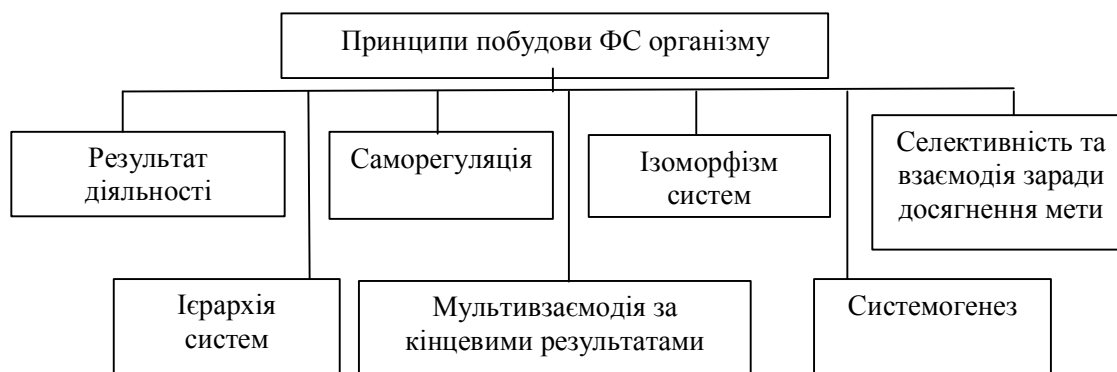 Принципи побудови ФС організму
Результат
діяльності
Саморегуляція
Ізоморфізм
систем
Селективність та
взаємодія заради
досягнення мети
Ієрархія
систем
Мультивзаємодія за
кінцевими результатами
Системогенез